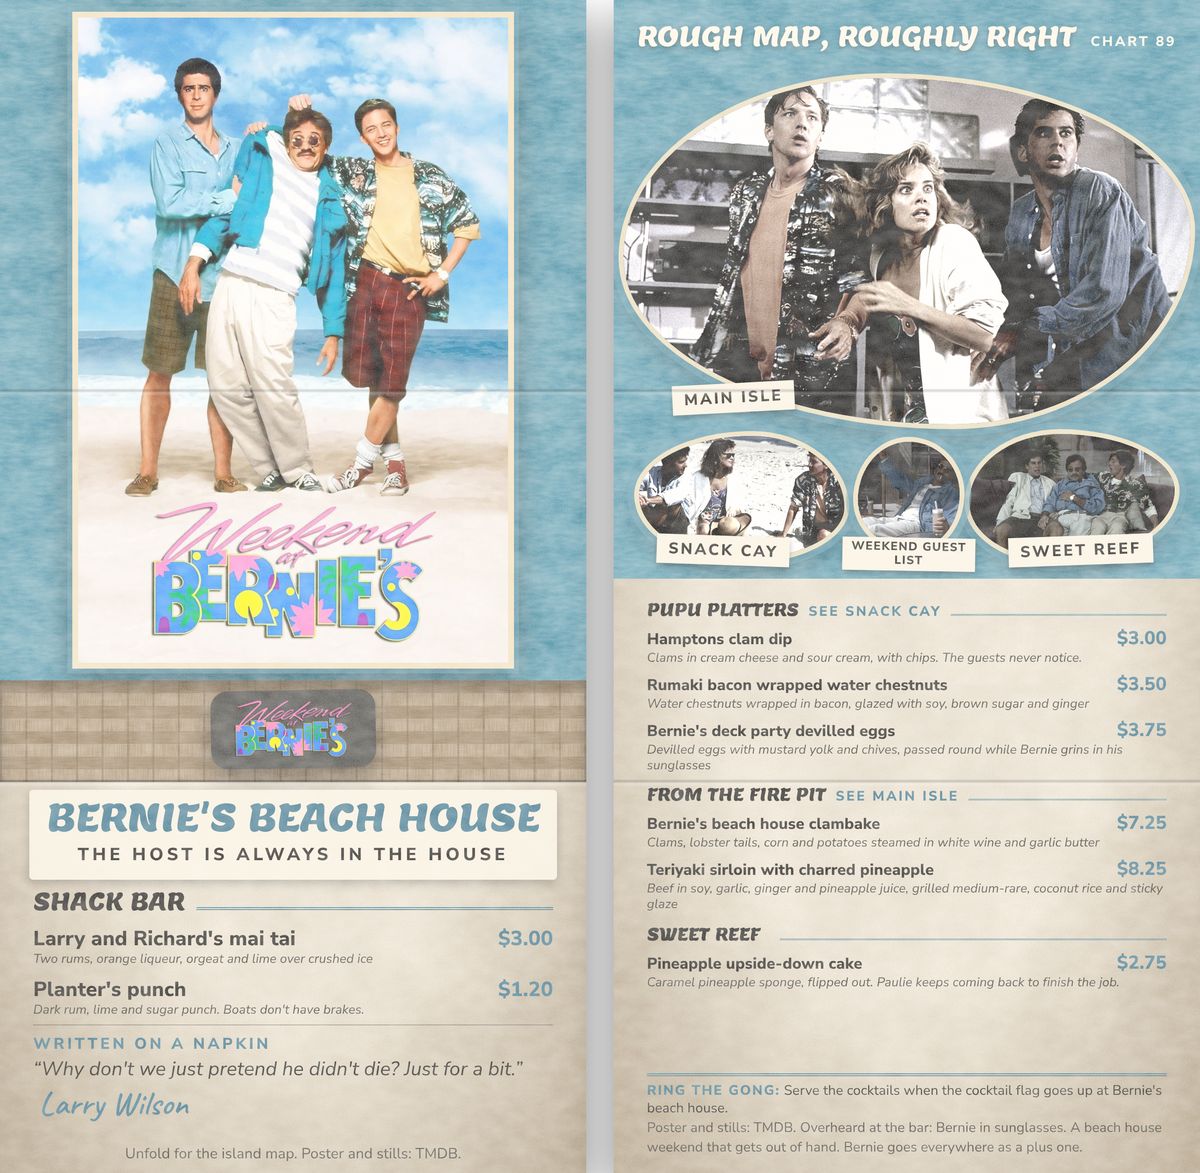 Weekend
at
BERNIE'S
Weekend
at
BERNIE'S
BERNIE'S BEACH HOUSE
THE HOST IS ALWAYS IN THE HOUSE
SHACK BAR
Larry and Richard's mai tai $3.00
Two rums, orange liqueur, orgeat and lime over crushed ice
Planter's punch $1.20
Dark rum, lime and sugar punch. Boats don't have brakes.
WRITTEN ON A NAPKIN
“Why don't we just pretend he didn't die? Just for a bit.”
Larry Wilson
Unfold for the island map. Poster and stills: TMDB.
ROUGH MAP, ROUGHLY RIGHT CHART 89
MAIN ISLE
SNACK CAY
WEEKEND GUEST
LIST
SWEET REEF
PUPU PLATTERS SEE SNACK CAY
Hamptons clam dip $3.00
Clams in cream cheese and sour cream, with chips. The guests never notice.
Rumaki bacon wrapped water chestnuts $3.50
Water chestnuts wrapped in bacon, glazed with soy, brown sugar and ginger
Bernie's deck party devilled eggs $3.75
Devilled eggs with mustard yolk and chives, passed round while Bernie grins in his
sunglasses
FROM THE FIRE PIT SEE MAIN ISLE
Bernie's beach house clambake $7.25
Clams, lobster tails, corn and potatoes steamed in white wine and garlic butter
Teriyaki sirloin with charred pineapple $8.25
Beef in soy, garlic, ginger and pineapple juice, grilled medium-rare, coconut rice and sticky
glaze
SWEET REEF
Pineapple upside-down cake $2.75
Caramel pineapple sponge, flipped out. Paulie keeps coming back to finish the job.
RING THE GONG: Serve the cocktails when the cocktail flag goes up at Bernie's
beach house.
Poster and stills: TMDB. Overheard at the bar: Bernie in sunglasses. A beach house
weekend that gets out of hand. Bernie goes everywhere as a plus one.